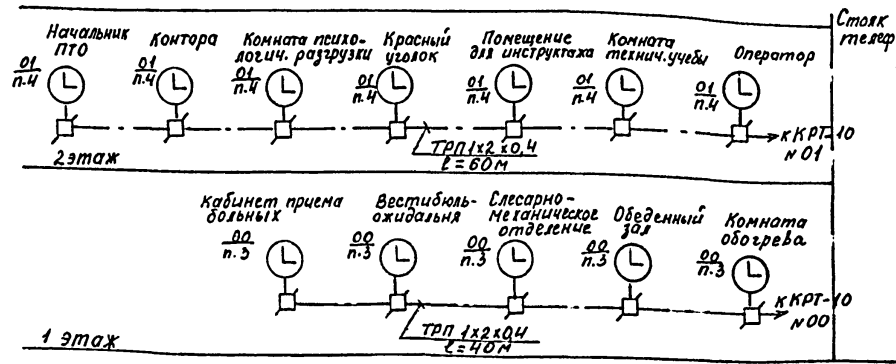 Стояк
телеф
Начальник
ПТО
Контора
Комната психо-
логич. разгрузки
Красный
уголок
Помещение
для инструктажа
Комната
технич. учебы
Оператор
01
п.4
01
п.4
01
п.4
01
п.4
01
п.4
01
п.4
01
п.4
к КРТ-10
N 01
ТРП 1х2х0,4
ℓ=60м
2 этаж
Кабинет приема
больных
Вестибюль-
ожидальня
Слесарно-
механическое
отделение
Обеденный
зал
Комната
обогрева
00
п.3
00
п.3
00
п.3
00
п.3
00
п.3
к КРТ-10
N 00
ТРП 1х2х0,4
ℓ=40м
1 этаж